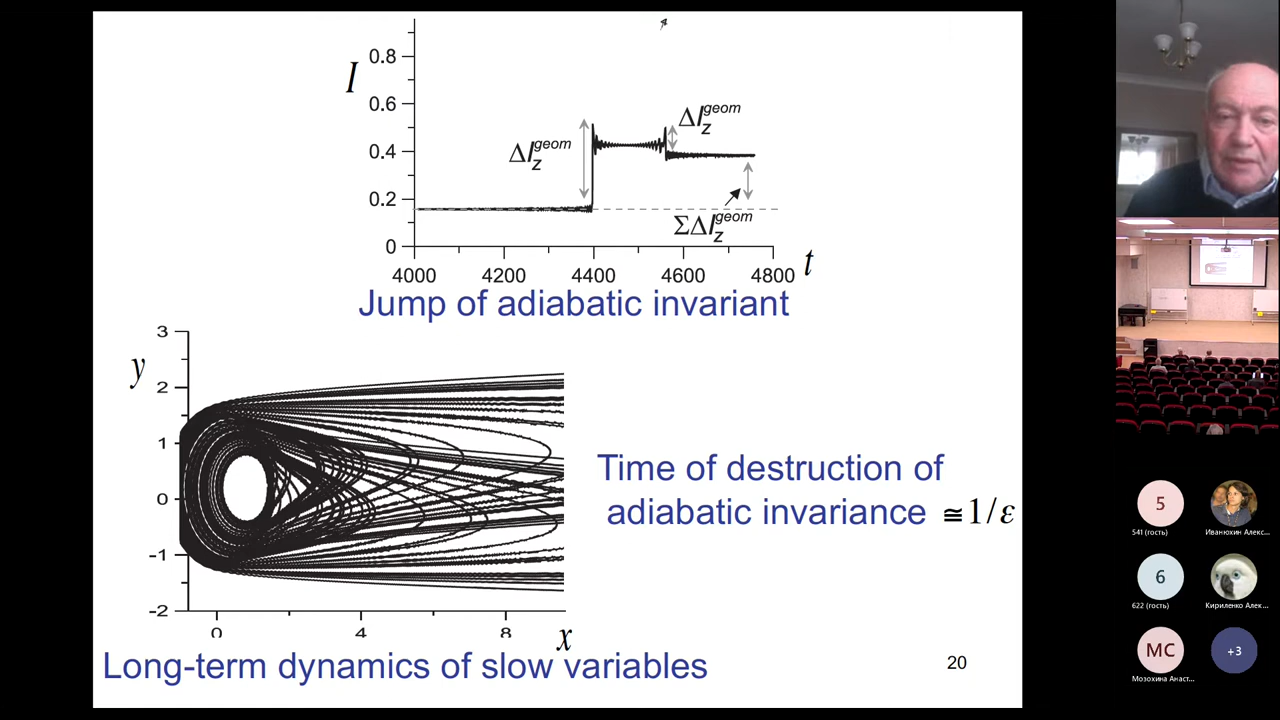 I
0.8
0.6
0.4
0.2
0
ΔI_z^geom
ΔI_z^geom
ΣΔI_z^geom
4000 4200 4400 4600 4800
t
Jump of adiabatic invariant
y
3
2
1
0
-1
-2
0 4 8
x
Time of destruction of
adiabatic invariance ≅1/ε
Long-term dynamics of slow variables
20
5
541 (гость)
Иванюхин Алекс...
6
622 (гость)
Кириленко Алек...
МС
Мозохина Анаст...
+3